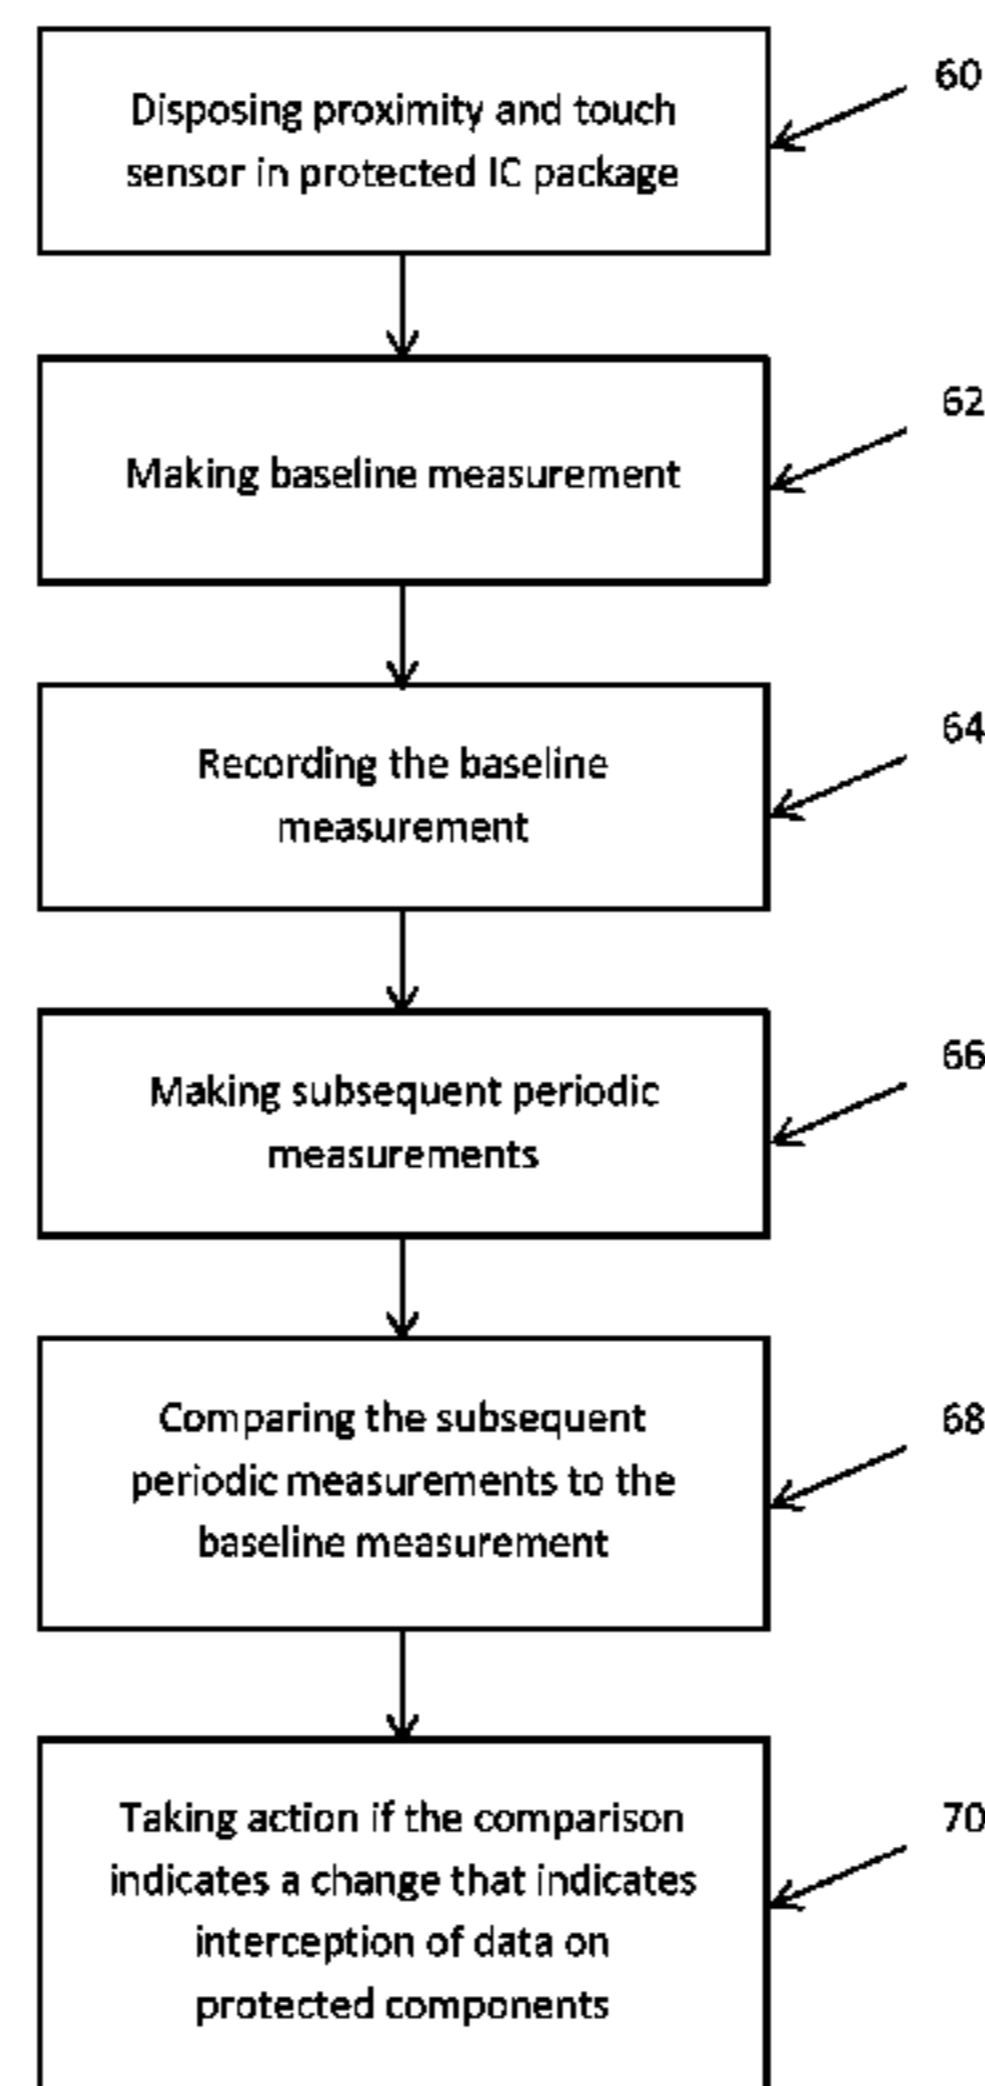 Disposing proximity and touch
sensor in protected IC package
60
Making baseline measurement
62
Recording the baseline
measurement
64
Making subsequent periodic
measurements
66
Comparing the subsequent
periodic measurements to the
baseline measurement
68
Taking action if the comparison
indicates a change that indicates
interception of data on
protected components
70